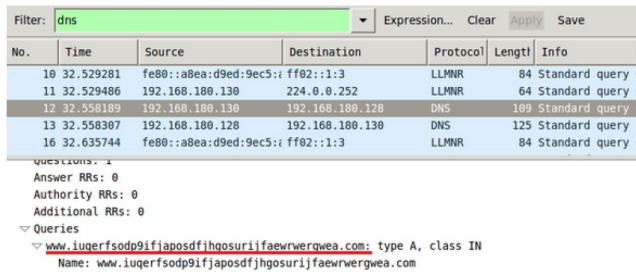 Filter: dns Expression... Clear Apply Save
No. Time Source Destination Protocol Length Info
10 32.529281 fe80::a8ea:d9ed:9ec5: ff02::1:3 LLMNR 84 Standard query
11 32.529486 192.168.180.130 224.0.0.252 LLMNR 64 Standard query
12 32.558189 192.168.180.130 192.168.180.128 DNS 109 Standard query
13 32.558307 192.168.180.128 192.168.180.130 DNS 125 Standard query
16 32.635744 fe80::a8ea:d9ed:9ec5: ff02::1:3 LLMNR 84 Standard query
Questions: 1
Answer RRs: 0
Authority RRs: 0
Additional RRs: 0
Queries
www.iuqerfsodp9ifjaposdfjhgosurijfaewrwergwea.com: type A, class IN
Name: www.iuqerfsodp9ifjaposdfjhgosurijfaewrwergwea.com